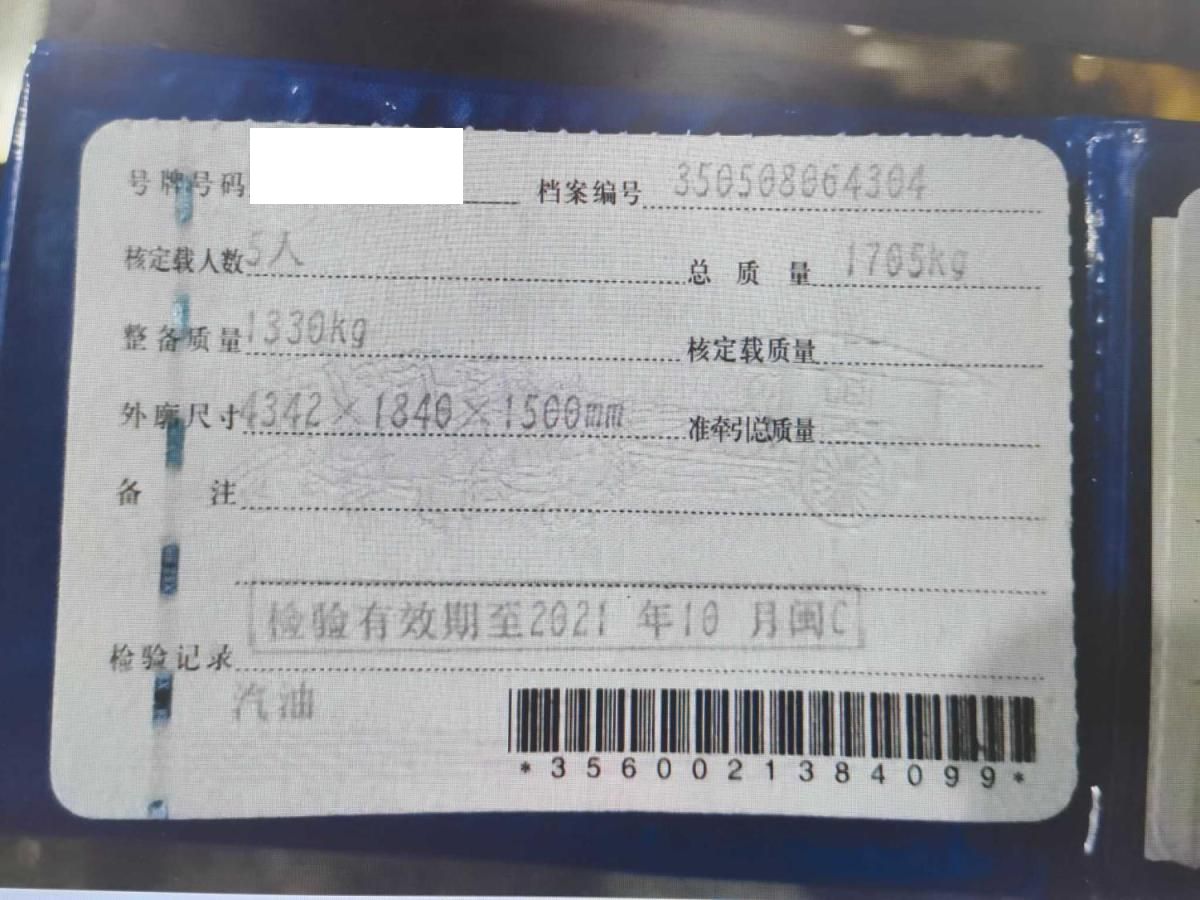 号牌号码 档案编号 350508064304
核定载人数 5人 总质量 1705kg
整备质量 1330kg 核定载质量
外廓尺寸 4342×1840×1500mm 准牵引总质量
备注
检验有效期至2021年10月闽C
检验记录
汽油
*3560021384099*